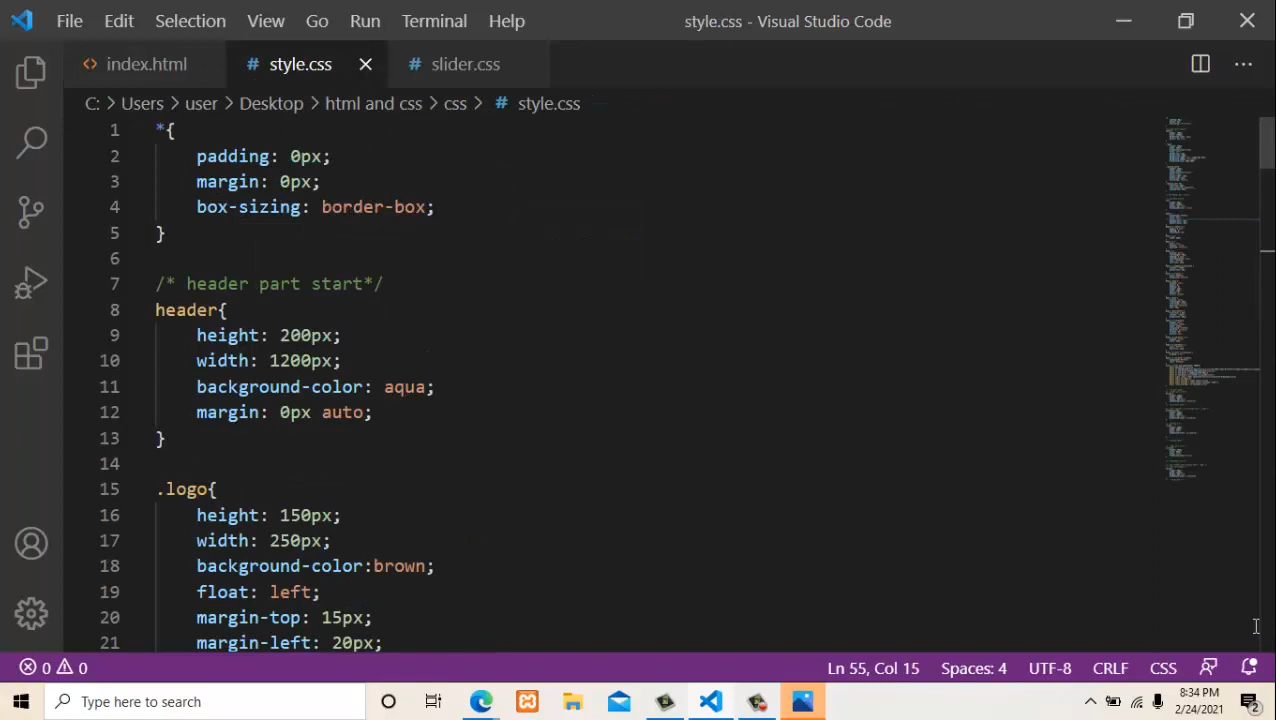 File Edit Selection View Go Run Terminal Help style.css - Visual Studio Code
index.html # style.css # slider.css
C: > Users > user > Desktop > html and css > css > # style.css
1 *{
2 padding: 0px;
3 margin: 0px;
4 box-sizing: border-box;
5 }
6
7 /* header part start*/
8 header{
9 height: 200px;
10 width: 1200px;
11 background-color: aqua;
12 margin: 0px auto;
13 }
14
15 .logo{
16 height: 150px;
17 width: 250px;
18 background-color:brown;
19 float: left;
20 margin-top: 15px;
21 margin-left: 20px;
0 0 Ln 55, Col 15 Spaces: 4 UTF-8 CRLF CSS
Type here to search 8:34 PM
2/24/2021 2